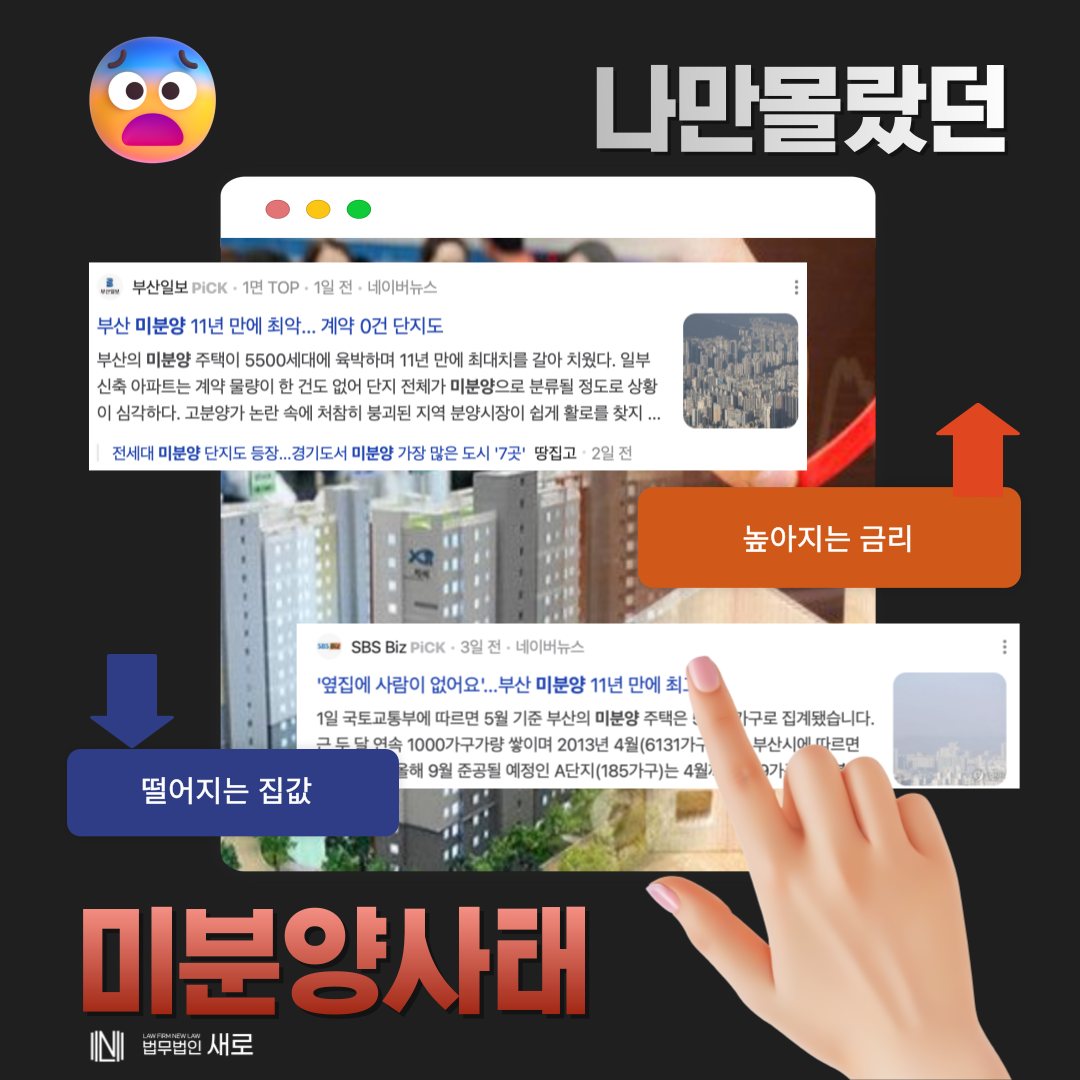 나만몰랐던
부산일보 PiCK · 1면 TOP · 1일 전 · 네이버뉴스
부산 미분양 11년 만에 최악... 계약 0건 단지도
부산의 미분양 주택이 5500세대에 육박하며 11년 만에 최대치를 갈아 치웠다. 일부
신축 아파트는 계약 물량이 한 건도 없어 단지 전체가 미분양으로 분류될 정도로 상황
이 심각하다. 고분양가 논란 속에 처참히 붕괴된 지역 분양시장이 쉽게 활로를 찾지 ...
전세대 미분양 단지도 등장...경기도서 미분양 가장 많은 도시 '7곳' 땅집고 · 2일 전
높아지는 금리
SBS Biz PiCK · 3일 전 · 네이버뉴스
'옆집에 사람이 없어요'...부산 미분양 11년 만에 최고
1일 국토교통부에 따르면 5월 기준 부산의 미분양 주택은 가구로 집계됐습니다.
근 두 달 연속 1000가구가량 쌓이며 2013년 4월(6131가구 부산시에 따르면
올해 9월 준공될 예정인 A단지(185가구)는 4월
떨어지는 집값
미분양사태
LAW FIRM NEW LAW
법무법인 새로